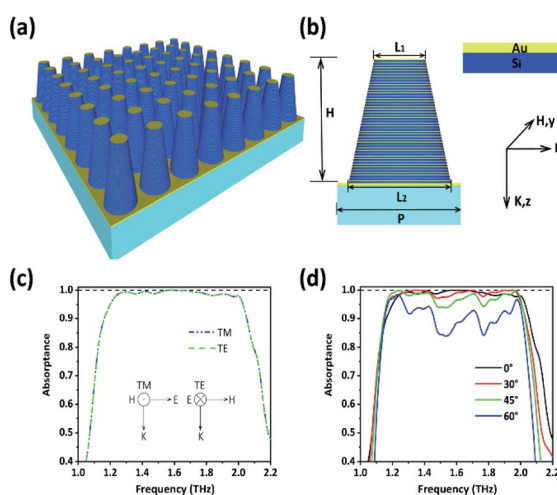 (a)
(b)
L1
H
L2
P
Au
Si
H,y
K,z
(c)
Absorptance
1.0
0.9
0.8
0.7
0.6
0.5
0.4
TM
TE
TM
TE
H
E
E
H
K
K
1.0 1.2 1.4 1.6 1.8 2.0 2.2
Frequency (THz)
(d)
Absorptance
1.0
0.9
0.8
0.7
0.6
0.5
0.4
0°
30°
45°
60°
1.0 1.2 1.4 1.6 1.8 2.0 2.2
Frequency (THz)